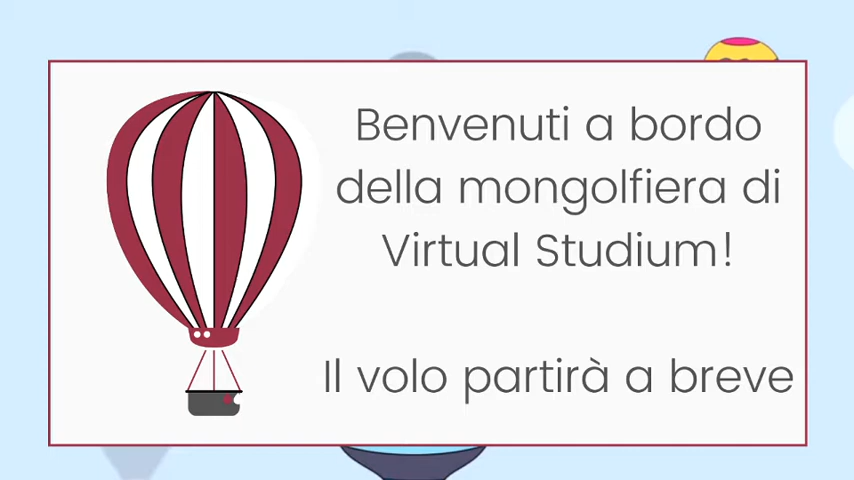 Benvenuti a bordo
della mongolfiera di
Virtual Studium!
Il volo partirà a breve